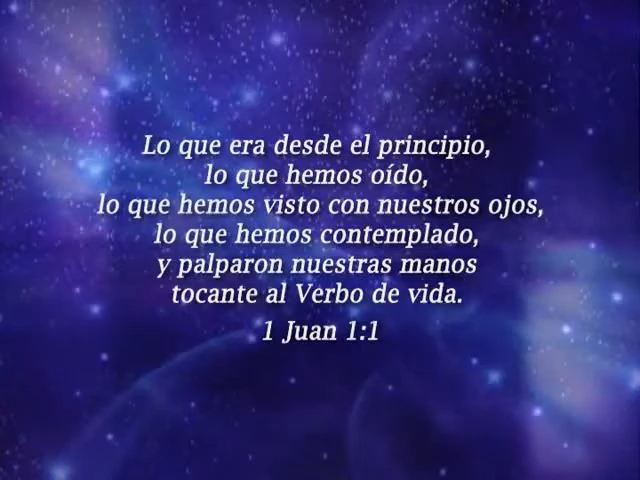 Lo que era desde el principio,
lo que hemos oído,
lo que hemos visto con nuestros ojos,
lo que hemos contemplado,
y palparon nuestras manos
tocante al Verbo de vida.
1 Juan 1:1